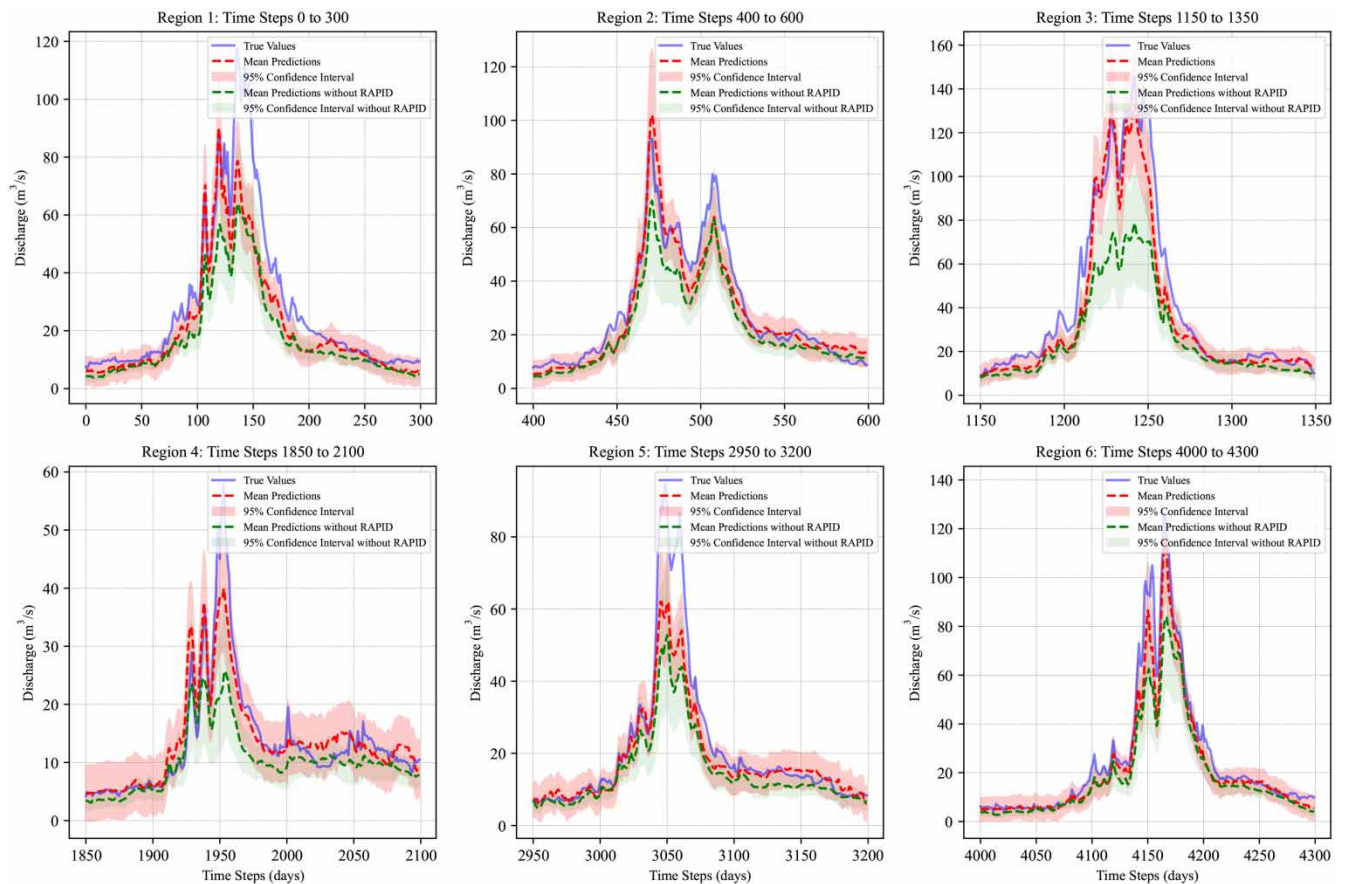 Region 1: Time Steps 0 to 300
120
100
80
60
40
20
0
0 50 100 150 200 250 300
Discharge (m³/s)
True Values
Mean Predictions
95% Confidence Interval
Mean Predictions without RAPID
95% Confidence Interval without RAPID
Region 2: Time Steps 400 to 600
120
100
80
60
40
20
0
400 450 500 550 600
Discharge (m³/s)
True Values
Mean Predictions
95% Confidence Interval
Mean Predictions without RAPID
95% Confidence Interval without RAPID
Region 3: Time Steps 1150 to 1350
160
140
120
100
80
60
40
20
0
1150 1200 1250 1300 1350
Discharge (m³/s)
True Values
Mean Predictions
95% Confidence Interval
Mean Predictions without RAPID
95% Confidence Interval without RAPID
Region 4: Time Steps 1850 to 2100
60
50
40
30
20
10
0
1850 1900 1950 2000 2050 2100
Discharge (m³/s)
Time Steps (days)
True Values
Mean Predictions
95% Confidence Interval
Mean Predictions without RAPID
95% Confidence Interval without RAPID
Region 5: Time Steps 2950 to 3200
80
60
40
20
0
2950 3000 3050 3100 3150 3200
Discharge (m³/s)
Time Steps (days)
True Values
Mean Predictions
95% Confidence Interval
Mean Predictions without RAPID
95% Confidence Interval without RAPID
Region 6: Time Steps 4000 to 4300
140
120
100
80
60
40
20
0
4000 4050 4100 4150 4200 4250 4300
Discharge (m³/s)
Time Steps (days)
True Values
Mean Predictions
95% Confidence Interval
Mean Predictions without RAPID
95% Confidence Interval without RAPID